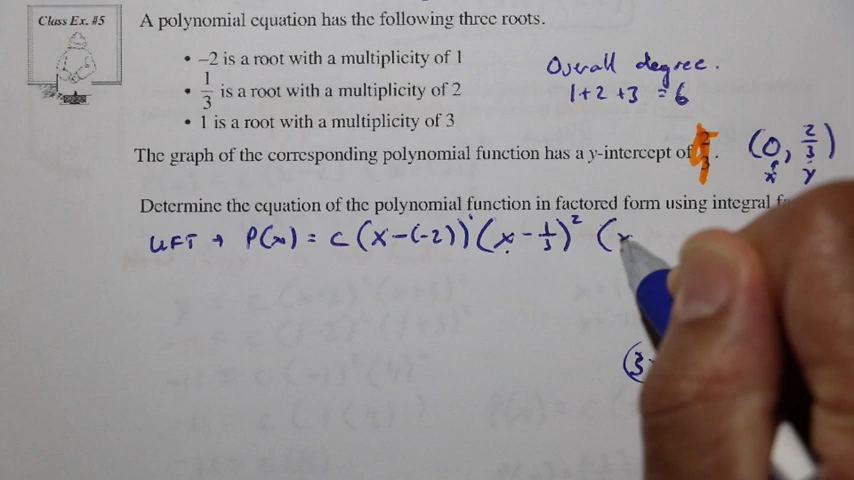 Class Ex. #5
A polynomial equation has the following three roots.
• −2 is a root with a multiplicity of 1
• 1/3 is a root with a multiplicity of 2
• 1 is a root with a multiplicity of 3
Overall degree.
1+2+3 = 6
The graph of the corresponding polynomial function has a y-intercept of 2/3.
(0, 2/3)
x y
Determine the equation of the polynomial function in factored form using integral
UFT → P(x) = c(x-(-2))¹(x-1/3)²(x
(3